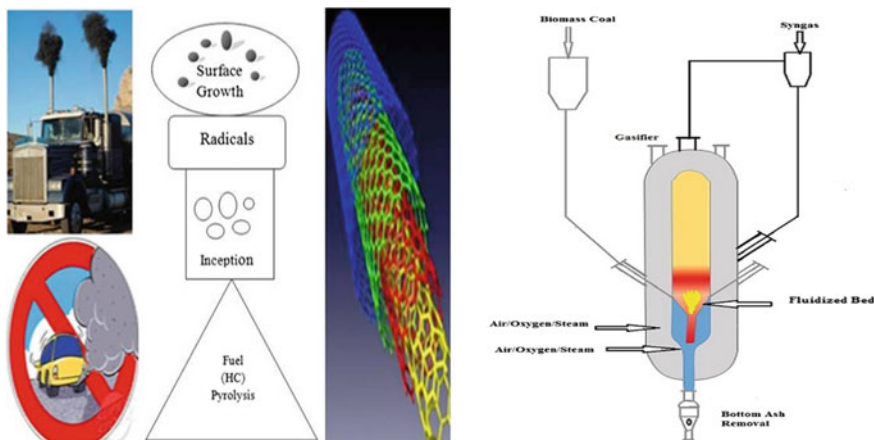 Surface
Growth
Radicals
Inception
Fuel
(HC)
Pyrolysis
Biomass Coal
Syngas
Gasifier
Fluidized Bed
Air/Oxygen/Steam
Air/Oxygen/Steam
Bottom Ash
Removal